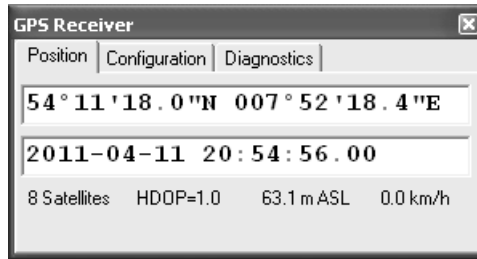 GPS Receiver
Position Configuration Diagnostics
54°11'18.0"N 007°52'18.4"E
2011-04-11 20:54:56.00
8 Satellites HDOP=1.0 63.1 m ASL 0.0 km/h